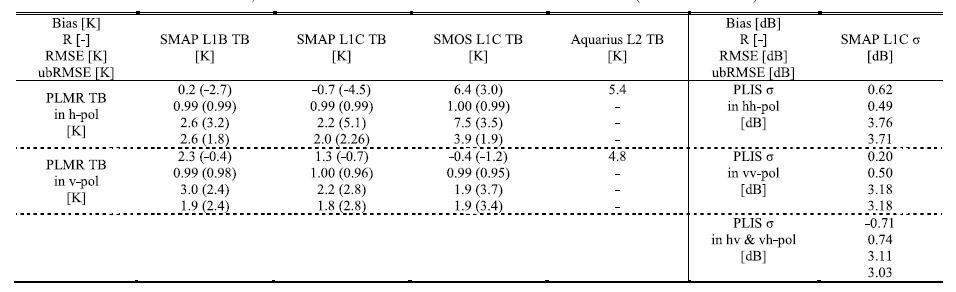 Bias [K] Bias [dB]
R [-] SMAP L1B TB SMAP L1C TB SMOS L1C TB Aquarius L2 TB R [-] SMAP L1C σ
RMSE [K] [K] [K] [K] [K] RMSE [dB] [dB]
ubRMSE [K] ubRMSE [dB]
PLMR TB 0.2 (−2.7) −0.7 (−4.5) 6.4 (3.0) 5.4 PLIS σ 0.62
in h-pol 0.99 (0.99) 0.99 (0.99) 1.00 (0.99) – in hh-pol 0.49
[K] 2.6 (3.2) 2.2 (5.1) 7.5 (3.5) – [dB] 3.76
2.6 (1.8) 2.0 (2.26) 3.9 (1.9) – 3.71
PLMR TB 2.3 (−0.4) 1.3 (−0.7) −0.4 (−1.2) 4.8 PLIS σ 0.20
in v-pol 0.99 (0.98) 1.00 (0.96) 0.99 (0.95) – in vv-pol 0.50
[K] 3.0 (2.4) 2.2 (2.8) 1.9 (3.7) – [dB] 3.18
1.9 (2.4) 1.8 (2.8) 1.9 (3.4) – 3.18
PLIS σ −0.71
in hv & vh-pol 0.74
[dB] 3.11
3.03